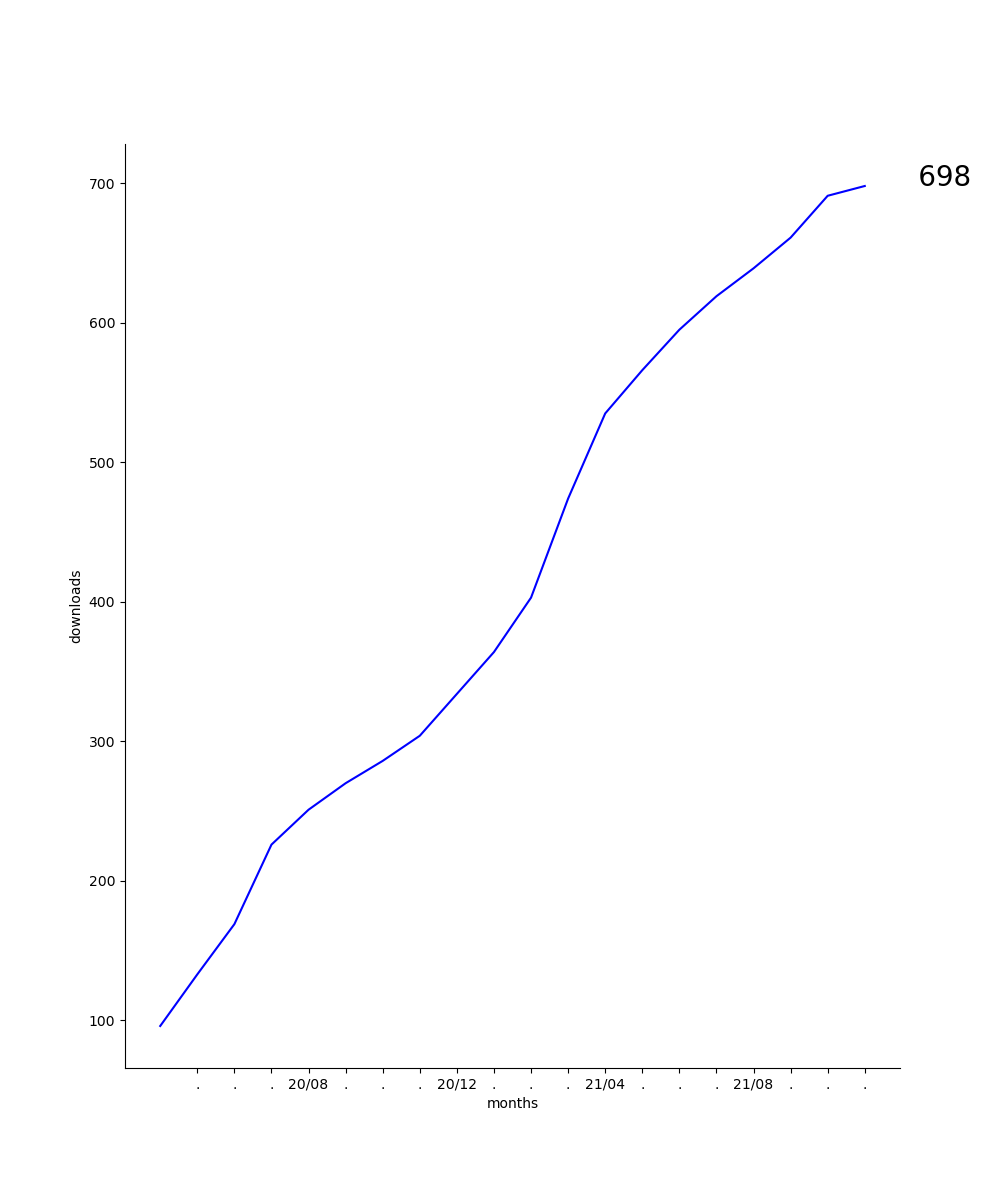 698
700
600
500
400
300
200
100
downloads
. . . 20/08 . . . 20/12 . . . 21/04 . . . 21/08 . . .
months